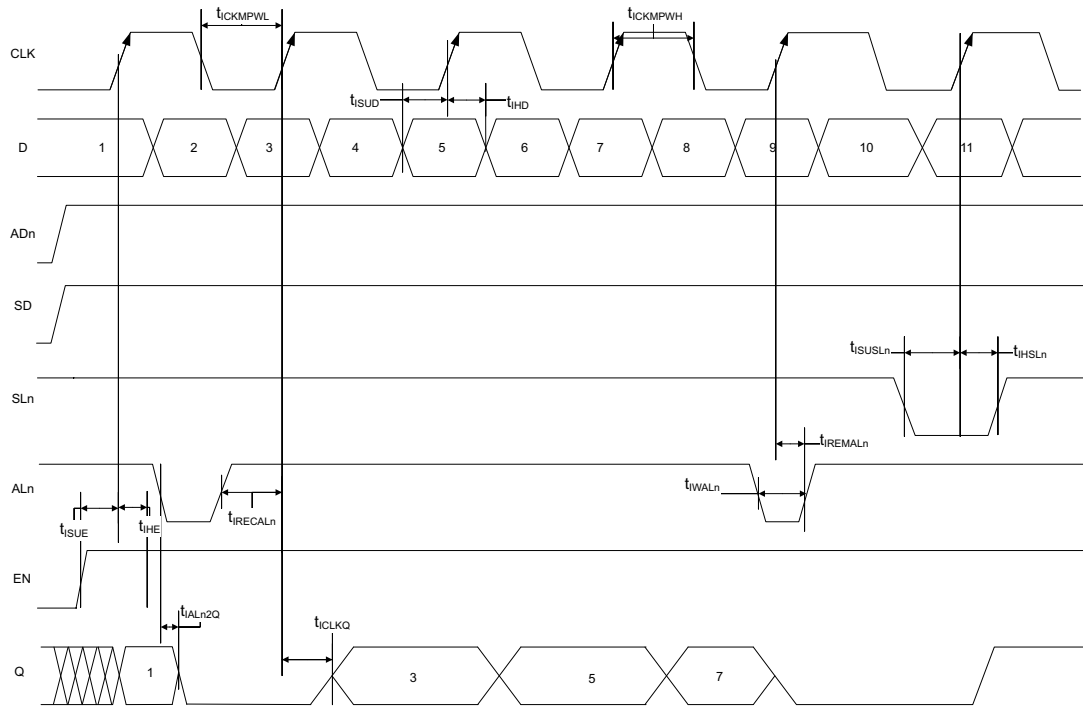 tICKMPWL
tICKMPWH
CLK
tISUD
tIHD
D
1 2 3 4 5 6 7 8 9 10 11
ADn
SD
tISUSLn
tIHSLn
SLn
tIREMALn
ALn
tIWALn
tISUE
tIHE
tIRECALn
EN
tIALn2Q
tICLKQ
Q
1 3 5 7